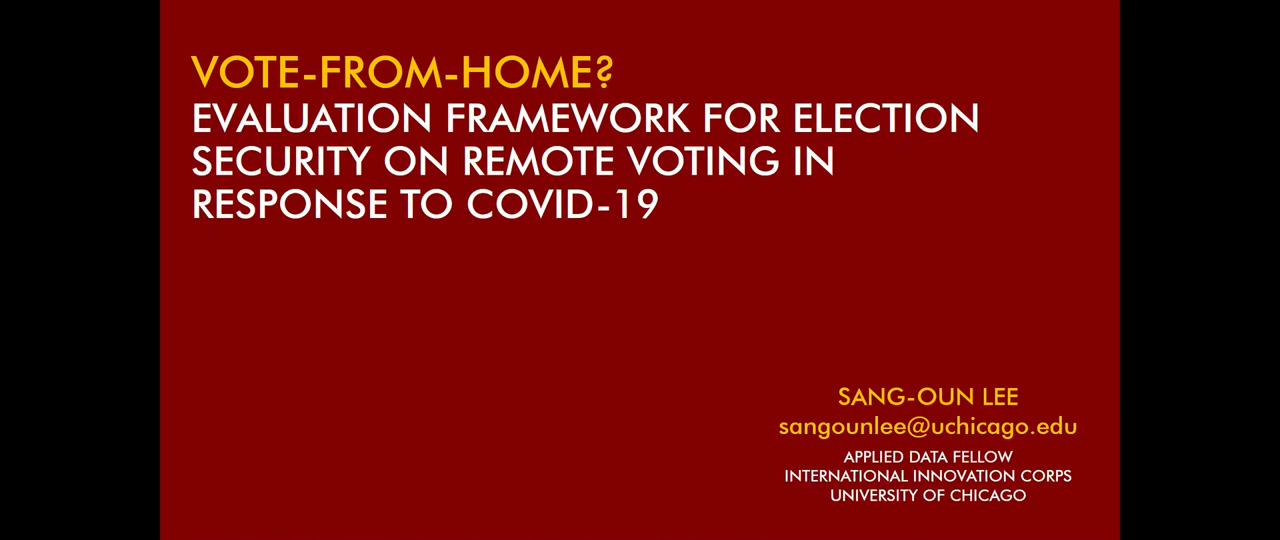 VOTE-FROM-HOME?
EVALUATION FRAMEWORK FOR ELECTION
SECURITY ON REMOTE VOTING IN
RESPONSE TO COVID-19
SANG-OUN LEE
sangounlee@uchicago.edu
APPLIED DATA FELLOW
INTERNATIONAL INNOVATION CORPS
UNIVERSITY OF CHICAGO